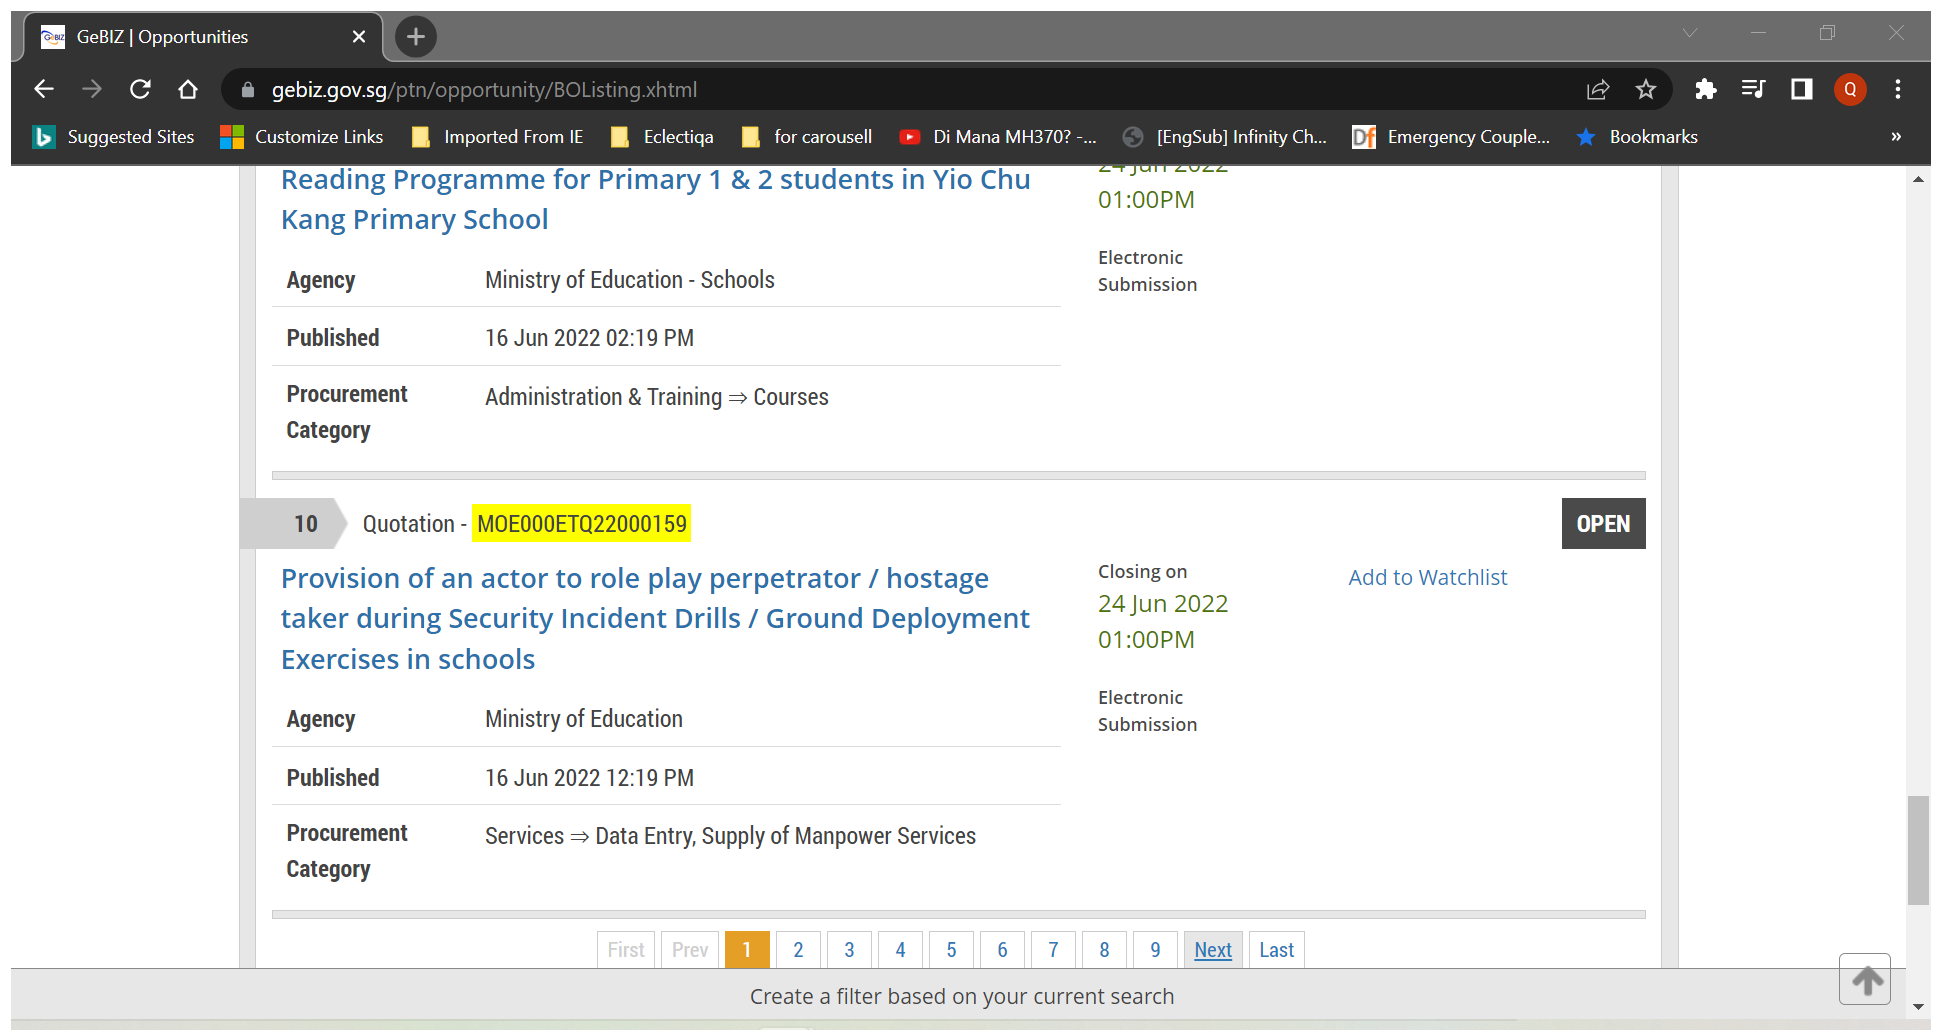 GeBIZ | Opportunities
gebiz.gov.sg/ptn/opportunity/BOListing.xhtml
Q
Suggested Sites Customize Links Imported From IE Eclectiqa for carousell Di Mana MH370? -... [EngSub] Infinity Ch... Emergency Couple... Bookmarks »
Reading Programme for Primary 1 & 2 students in Yio Chu
Kang Primary School
24 Jun 2022
01:00PM
Electronic
Submission
Agency Ministry of Education - Schools
Published 16 Jun 2022 02:19 PM
Procurement
Category
Administration & Training ⇒ Courses
10 Quotation - MOE000ETQ22000159 OPEN
Provision of an actor to role play perpetrator / hostage
taker during Security Incident Drills / Ground Deployment
Exercises in schools
Closing on
24 Jun 2022
01:00PM
Electronic
Submission
Add to Watchlist
Agency Ministry of Education
Published 16 Jun 2022 12:19 PM
Procurement
Category
Services ⇒ Data Entry, Supply of Manpower Services
First Prev 1 2 3 4 5 6 7 8 9 Next Last
Create a filter based on your current search